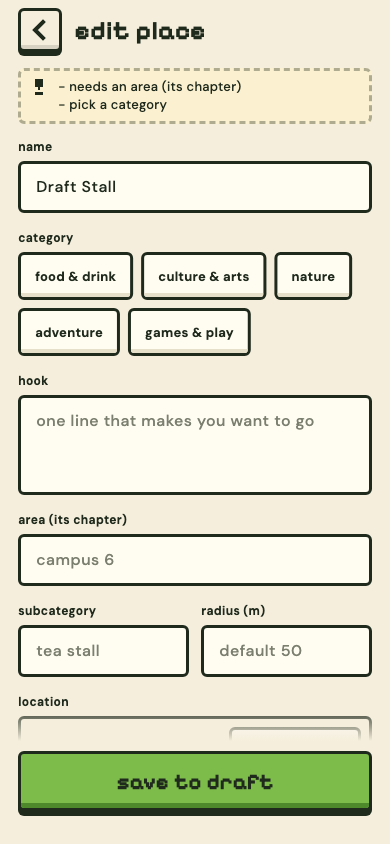 edit place
- needs an area (its chapter)
- pick a category
name
Draft Stall
category
food & drink
culture & arts
nature
adventure
games & play
hook
one line that makes you want to go
area (its chapter)
campus 6
subcategory
radius (m)
tea stall
default 50
location
save to draft